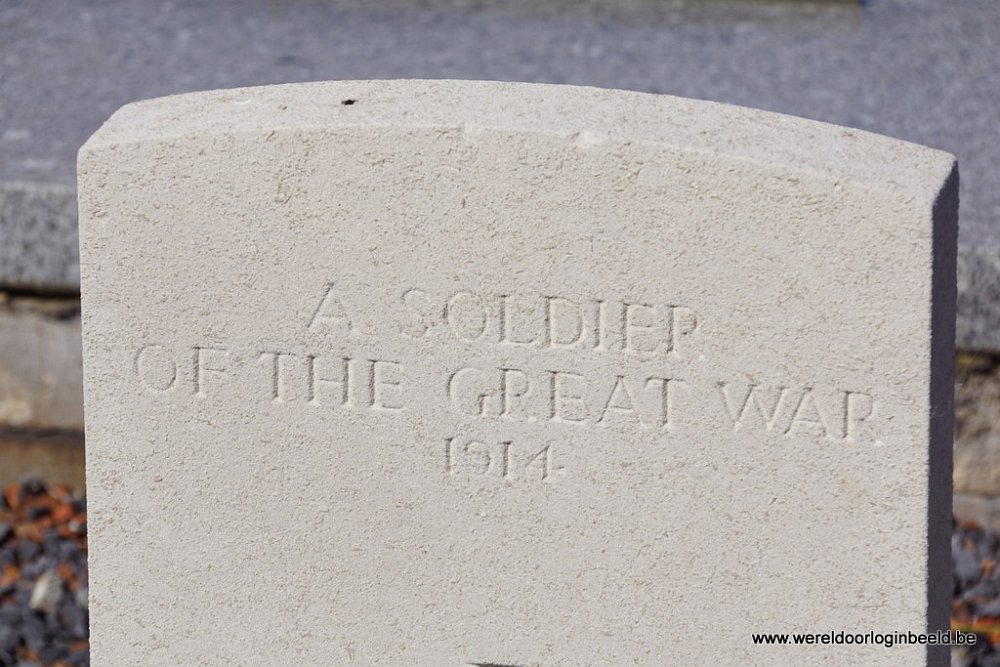 A SOLDIER
OF THE GREAT WAR
1914
www.wereldoorloginbeeld.be